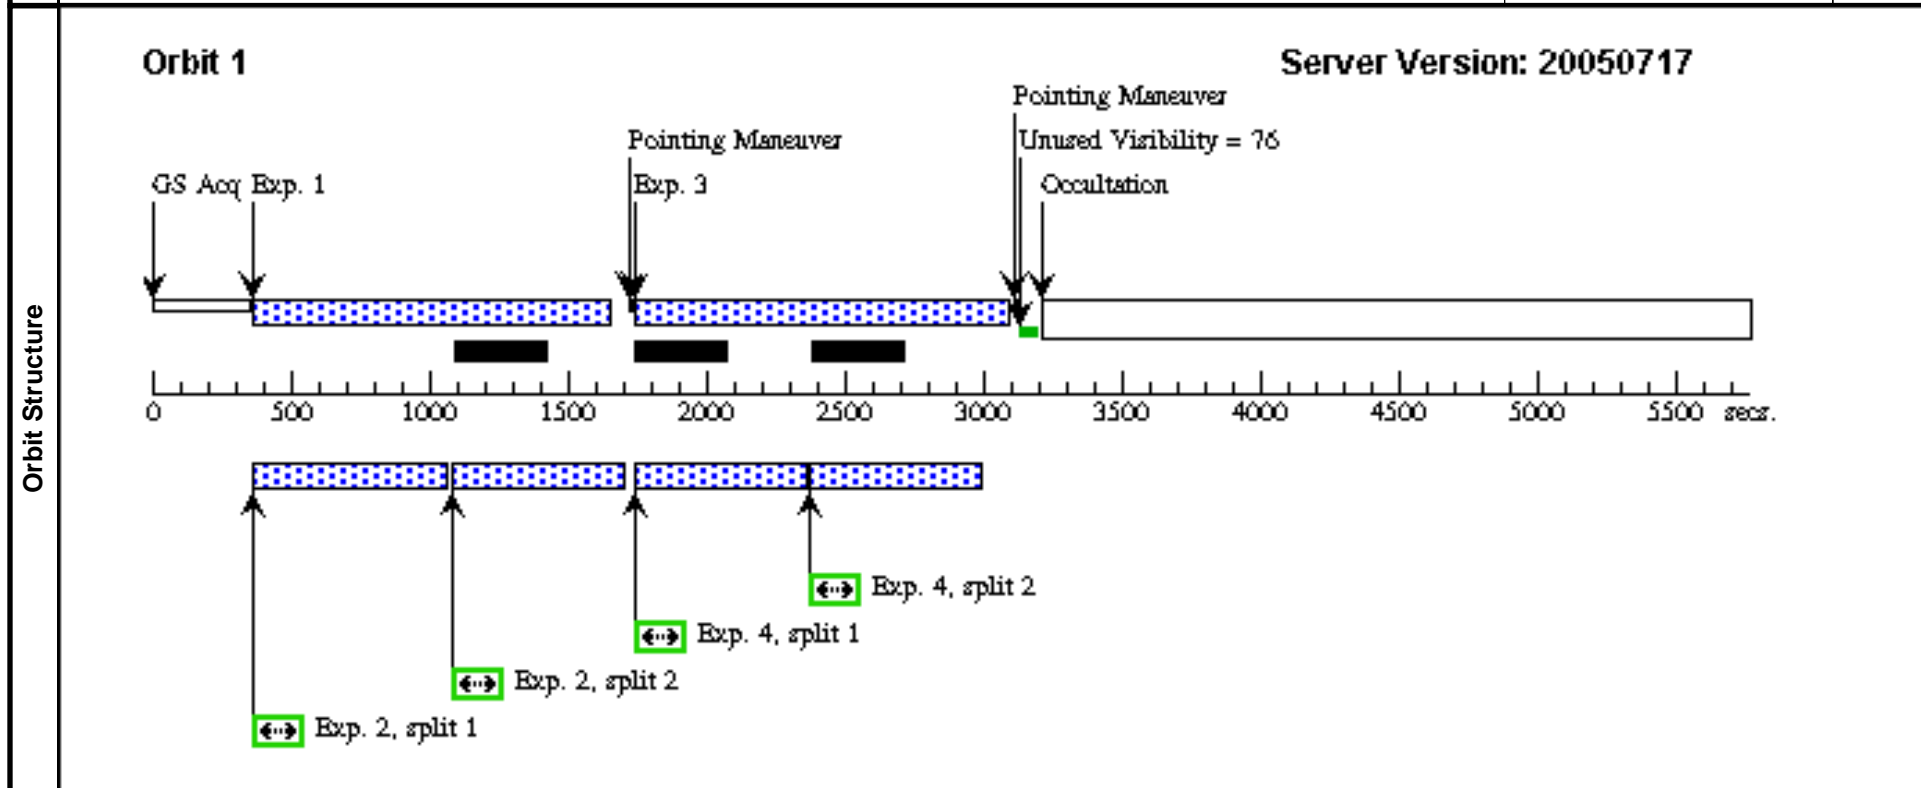 Orbit 1
Server Version: 20050717
Pointing Maneuver
Pointing Maneuver
Unused Visibility = 76
GS Acq
Exp. 1
Exp. 3
Occultation
0 500 1000 1500 2000 2500 3000 3500 4000 4500 5000 5500 secs.
Exp. 4, split 2
Exp. 4, split 1
Exp. 2, split 2
Exp. 2, split 1
Orbit Structure